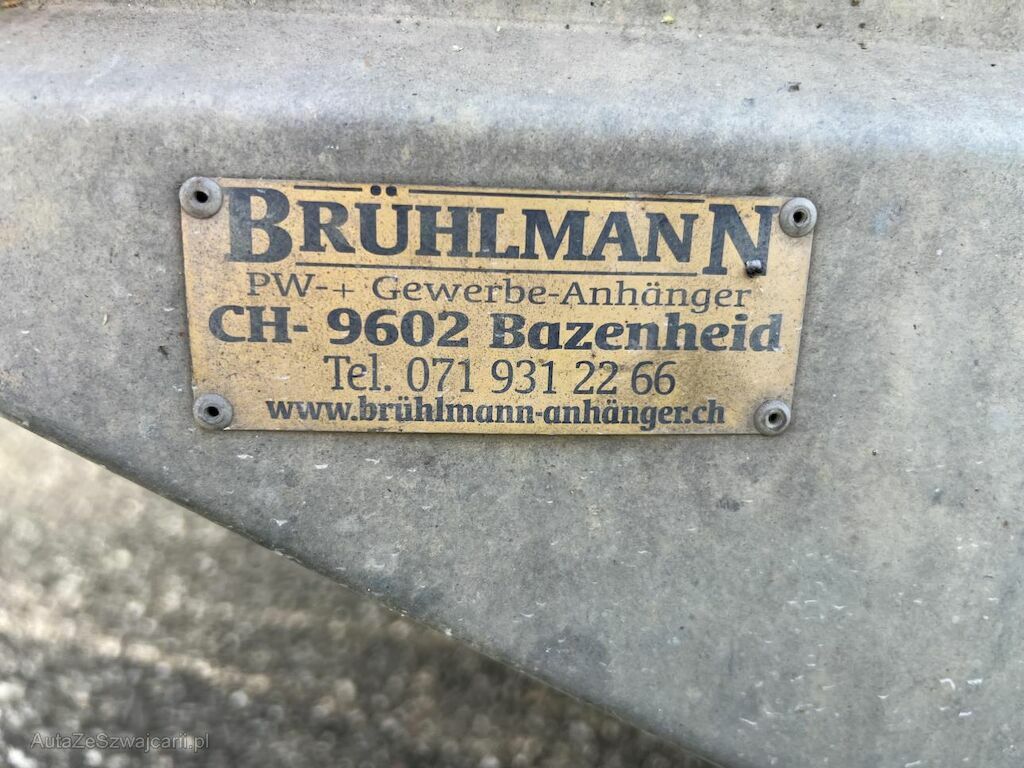 BRÜHLMANN
PW-+ Gewerbe-Anhänger
CH- 9602 Bazenheid
Tel. 071 931 22 66
www.brühlmann-anhänger.ch
AutaZeSzwajcarii.pl